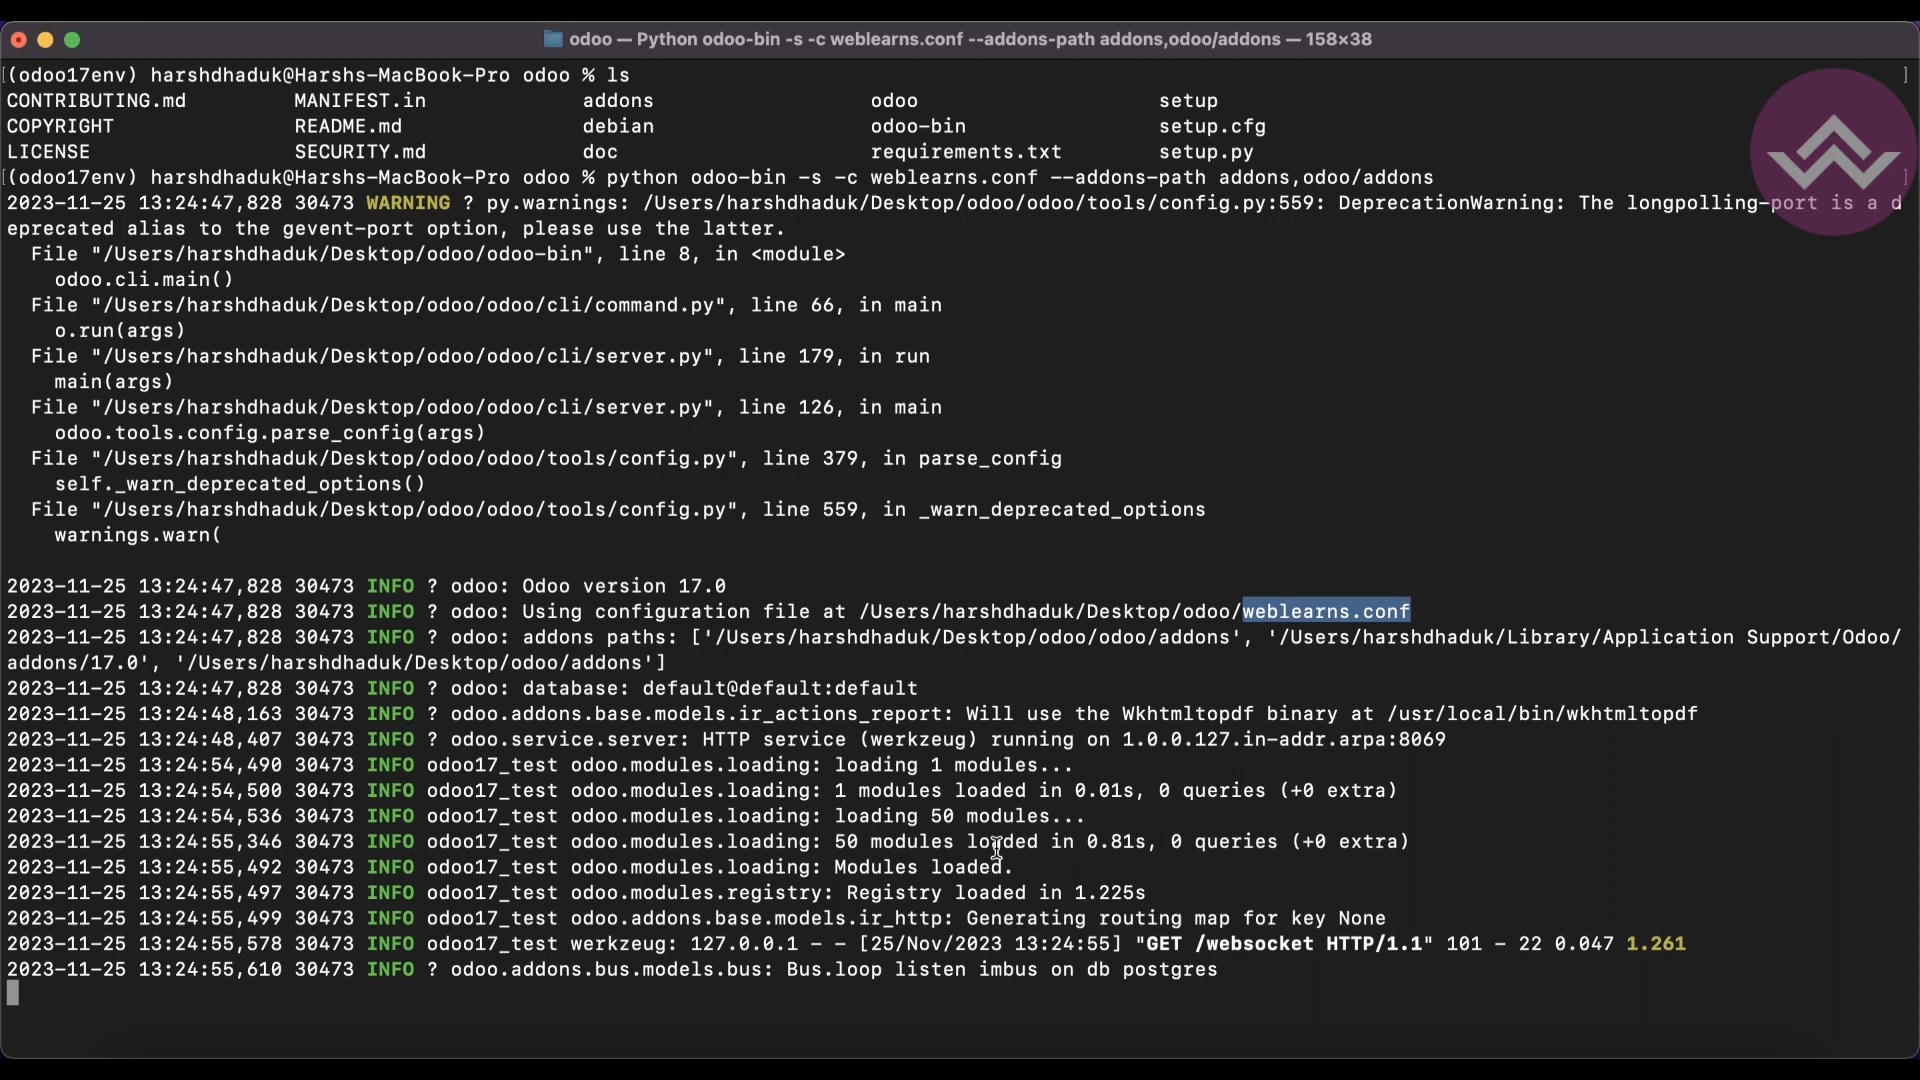 odoo — Python odoo-bin -s -c weblearns.conf --addons-path addons,odoo/addons — 158×38
[(odoo17env) harshdhaduk@Harshs-MacBook-Pro odoo % ls ]
CONTRIBUTING.md MANIFEST.in addons odoo setup
COPYRIGHT README.md debian odoo-bin setup.cfg
LICENSE SECURITY.md doc requirements.txt setup.py
[(odoo17env) harshdhaduk@Harshs-MacBook-Pro odoo % python odoo-bin -s -c weblearns.conf --addons-path addons,odoo/addons ]
2023-11-25 13:24:47,828 30473 WARNING ? py.warnings: /Users/harshdhaduk/Desktop/odoo/odoo/tools/config.py:559: DeprecationWarning: The longpolling-port is a d
eprecated alias to the gevent-port option, please use the latter.
File "/Users/harshdhaduk/Desktop/odoo/odoo-bin", line 8, in <module>
odoo.cli.main()
File "/Users/harshdhaduk/Desktop/odoo/odoo/cli/command.py", line 66, in main
o.run(args)
File "/Users/harshdhaduk/Desktop/odoo/odoo/cli/server.py", line 179, in run
main(args)
File "/Users/harshdhaduk/Desktop/odoo/odoo/cli/server.py", line 126, in main
odoo.tools.config.parse_config(args)
File "/Users/harshdhaduk/Desktop/odoo/odoo/tools/config.py", line 379, in parse_config
self._warn_deprecated_options()
File "/Users/harshdhaduk/Desktop/odoo/odoo/tools/config.py", line 559, in _warn_deprecated_options
warnings.warn(
2023-11-25 13:24:47,828 30473 INFO ? odoo: Odoo version 17.0
2023-11-25 13:24:47,828 30473 INFO ? odoo: Using configuration file at /Users/harshdhaduk/Desktop/odoo/weblearns.conf
2023-11-25 13:24:47,828 30473 INFO ? odoo: addons paths: ['/Users/harshdhaduk/Desktop/odoo/odoo/addons', '/Users/harshdhaduk/Library/Application Support/Odoo/
addons/17.0', '/Users/harshdhaduk/Desktop/odoo/addons']
2023-11-25 13:24:47,828 30473 INFO ? odoo: database: default@default:default
2023-11-25 13:24:48,163 30473 INFO ? odoo.addons.base.models.ir_actions_report: Will use the Wkhtmltopdf binary at /usr/local/bin/wkhtmltopdf
2023-11-25 13:24:48,407 30473 INFO ? odoo.service.server: HTTP service (werkzeug) running on 1.0.0.127.in-addr.arpa:8069
2023-11-25 13:24:54,490 30473 INFO odoo17_test odoo.modules.loading: loading 1 modules...
2023-11-25 13:24:54,500 30473 INFO odoo17_test odoo.modules.loading: 1 modules loaded in 0.01s, 0 queries (+0 extra)
2023-11-25 13:24:54,536 30473 INFO odoo17_test odoo.modules.loading: loading 50 modules...
2023-11-25 13:24:55,346 30473 INFO odoo17_test odoo.modules.loading: 50 modules loaded in 0.81s, 0 queries (+0 extra)
2023-11-25 13:24:55,492 30473 INFO odoo17_test odoo.modules.loading: Modules loaded.
2023-11-25 13:24:55,497 30473 INFO odoo17_test odoo.modules.registry: Registry loaded in 1.225s
2023-11-25 13:24:55,499 30473 INFO odoo17_test odoo.addons.base.models.ir_http: Generating routing map for key None
2023-11-25 13:24:55,578 30473 INFO odoo17_test werkzeug: 127.0.0.1 - - [25/Nov/2023 13:24:55] "GET /websocket HTTP/1.1" 101 - 22 0.047 1.261
2023-11-25 13:24:55,610 30473 INFO ? odoo.addons.bus.models.bus: Bus.loop listen imbus on db postgres